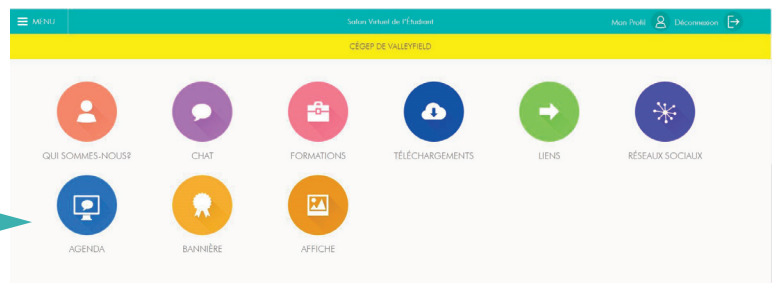 MENU
Salon Virtuel de l'Étudiant
Mon Profil
Déconnexion
CÉGEP DE VALLEYFIELD
QUI SOMMES-NOUS?
CHAT
FORMATIONS
TÉLÉCHARGEMENTS
LIENS
RÉSEAUX SOCIAUX
AGENDA
BANNIÈRE
AFFICHE